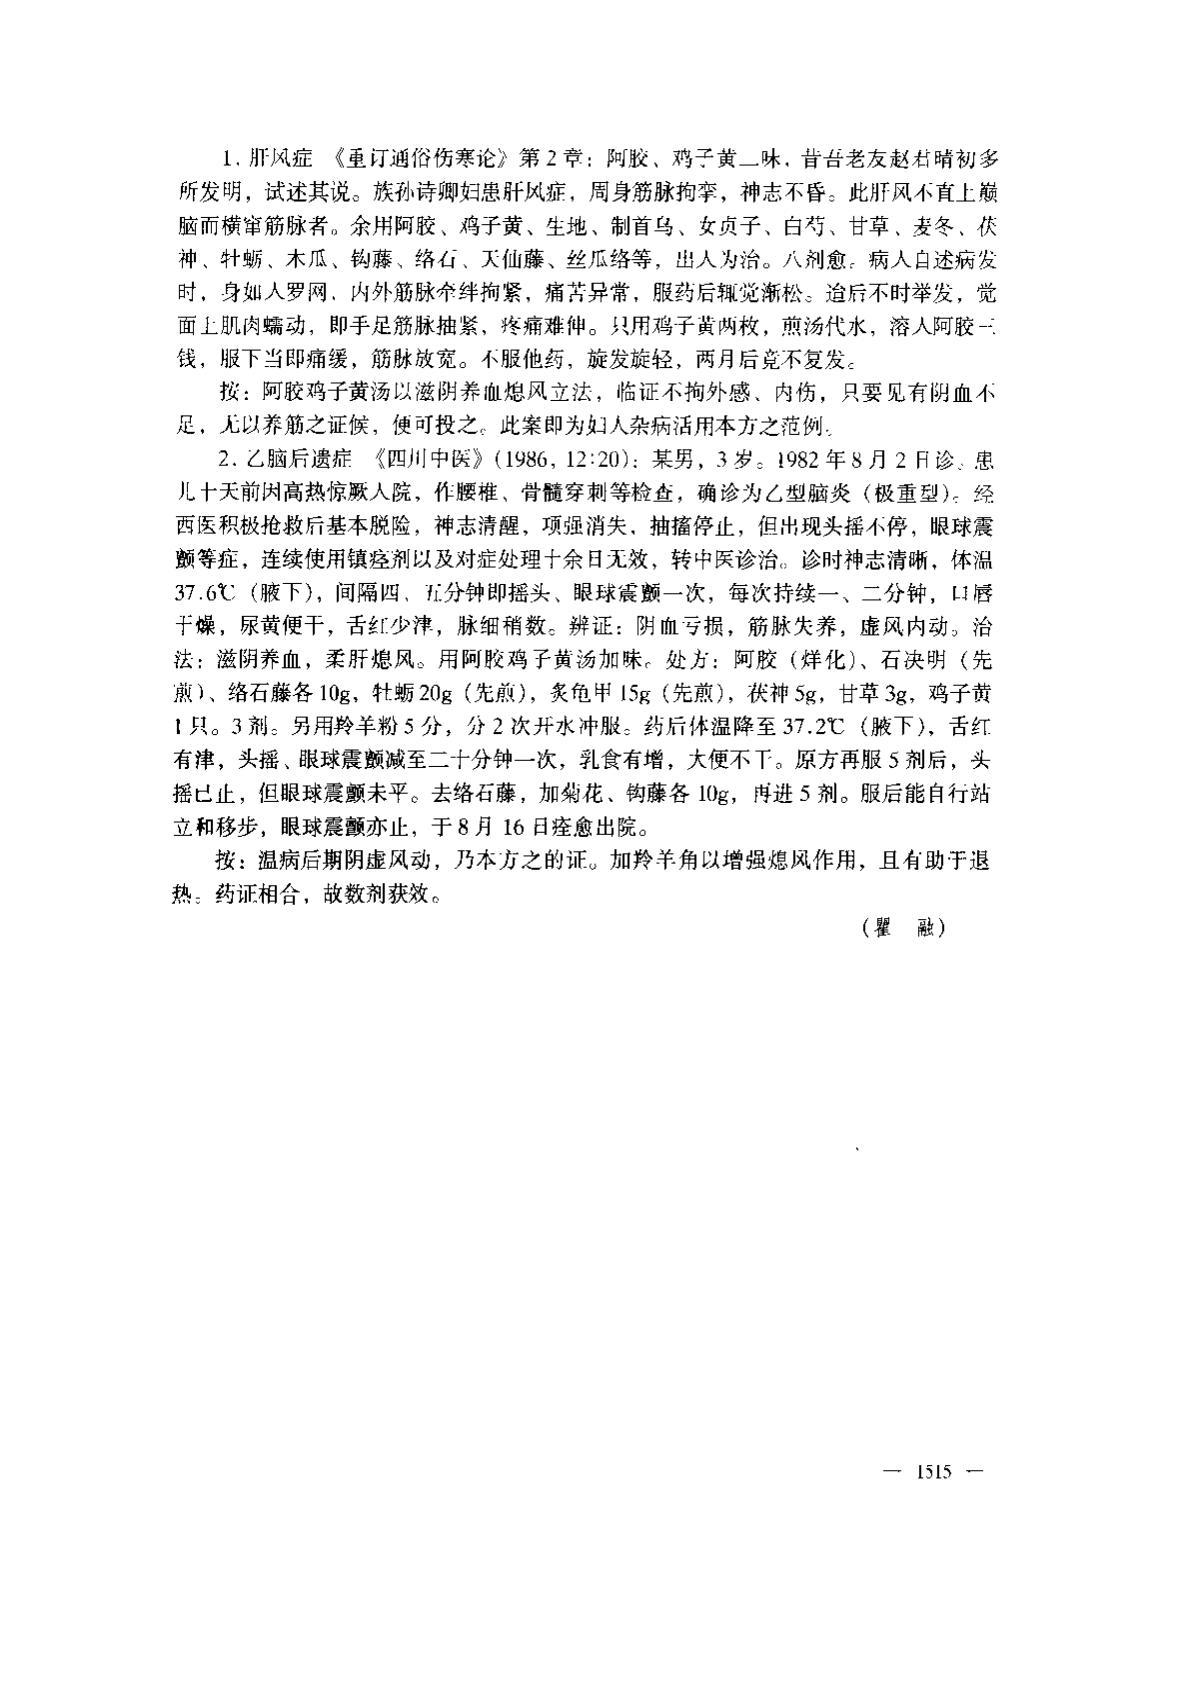 1. 肝风症 《重订通俗伤寒论》第2章：阿胶、鸡子黄二味，昔吾老友赵君晴初多
所发明，试述其说。族孙诗卿妇患肝风症，周身筋脉拘挛，神志不昏。此肝风不直上巅
脑而横窜筋脉者。余用阿胶、鸡子黄、生地、制首乌、女贞子、白芍、甘草、麦冬、茯
神、牡蛎、木瓜、钩藤、络石、天仙藤、丝瓜络等，出入为治。八剂愈。病人自述病发
时，身如入罗网，内外筋脉牵绊拘紧，痛苦异常，服药后辄觉渐松。迨后不时举发，觉
面上肌肉蠕动，即手足筋脉抽紧，疼痛难伸。只用鸡子黄两枚，煎汤代水，溶入阿胶三
钱，服下当即痛缓，筋脉放宽。不服他药，旋发旋轻，两月后竟不复发。
按：阿胶鸡子黄汤以滋阴养血熄风立法，临证不拘外感、内伤，只要见有阴血不
足，无以养筋之证候，便可投之。此案即为妇人杂病活用本方之范例。
2. 乙脑后遗症 《四川中医》(1986，12:20)：某男，3岁。1982年8月2日诊。患
儿十天前因高热惊厥入院，作腰椎、骨髓穿刺等检查，确诊为乙型脑炎（极重型）。经
西医积极抢救后基本脱险，神志清醒，项强消失，抽搐停止，但出现头摇不停，眼球震
颤等症，连续使用镇痉剂以及对症处理十余日无效，转中医诊治。诊时神志清晰，体温
37.6℃（腋下），间隔四、五分钟即摇头、眼球震颤一次，每次持续一、二分钟，口唇
干燥，尿黄便干，舌红少津，脉细稍数。辨证：阴血亏损，筋脉失养，虚风内动。治
法：滋阴养血，柔肝熄风。用阿胶鸡子黄汤加味。处方：阿胶（烊化）、石决明（先
煎）、络石藤各10g，牡蛎20g（先煎），炙龟甲15g（先煎），茯神5g，甘草3g，鸡子黄
1只。3剂。另用羚羊粉5分，分2次开水冲服。药后体温降至37.2℃（腋下），舌红
有津，头摇、眼球震颤减至二十分钟一次，乳食有增，大便不干。原方再服5剂后，头
摇已止，但眼球震颤未平。去络石藤，加菊花、钩藤各10g，再进5剂。服后能自行站
立和移步，眼球震颤亦止，于8月16日痊愈出院。
按：温病后期阴虚风动，乃本方之的证。加羚羊角以增强熄风作用，且有助于退
热。药证相合，故数剂获效。
（瞿 融）
— 1515 —